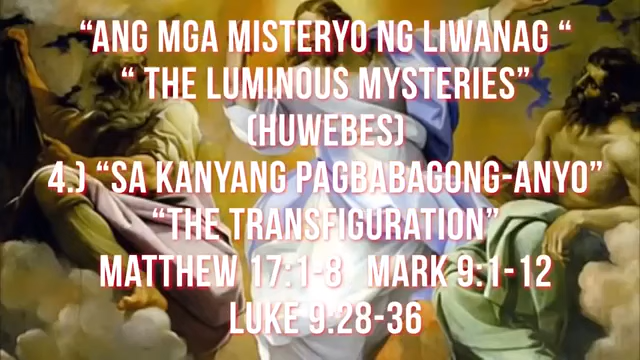 “ANG MGA MISTERYO NG LIWANAG “
“ THE LUMINOUS MYSTERIES”
(HUWEBES)
4.) “SA KANYANG PAGBABAGONG-ANYO”
“THE TRANSFIGURATION”
MATTHEW 17:1-8 MARK 9:1-12
LUKE 9:28-36